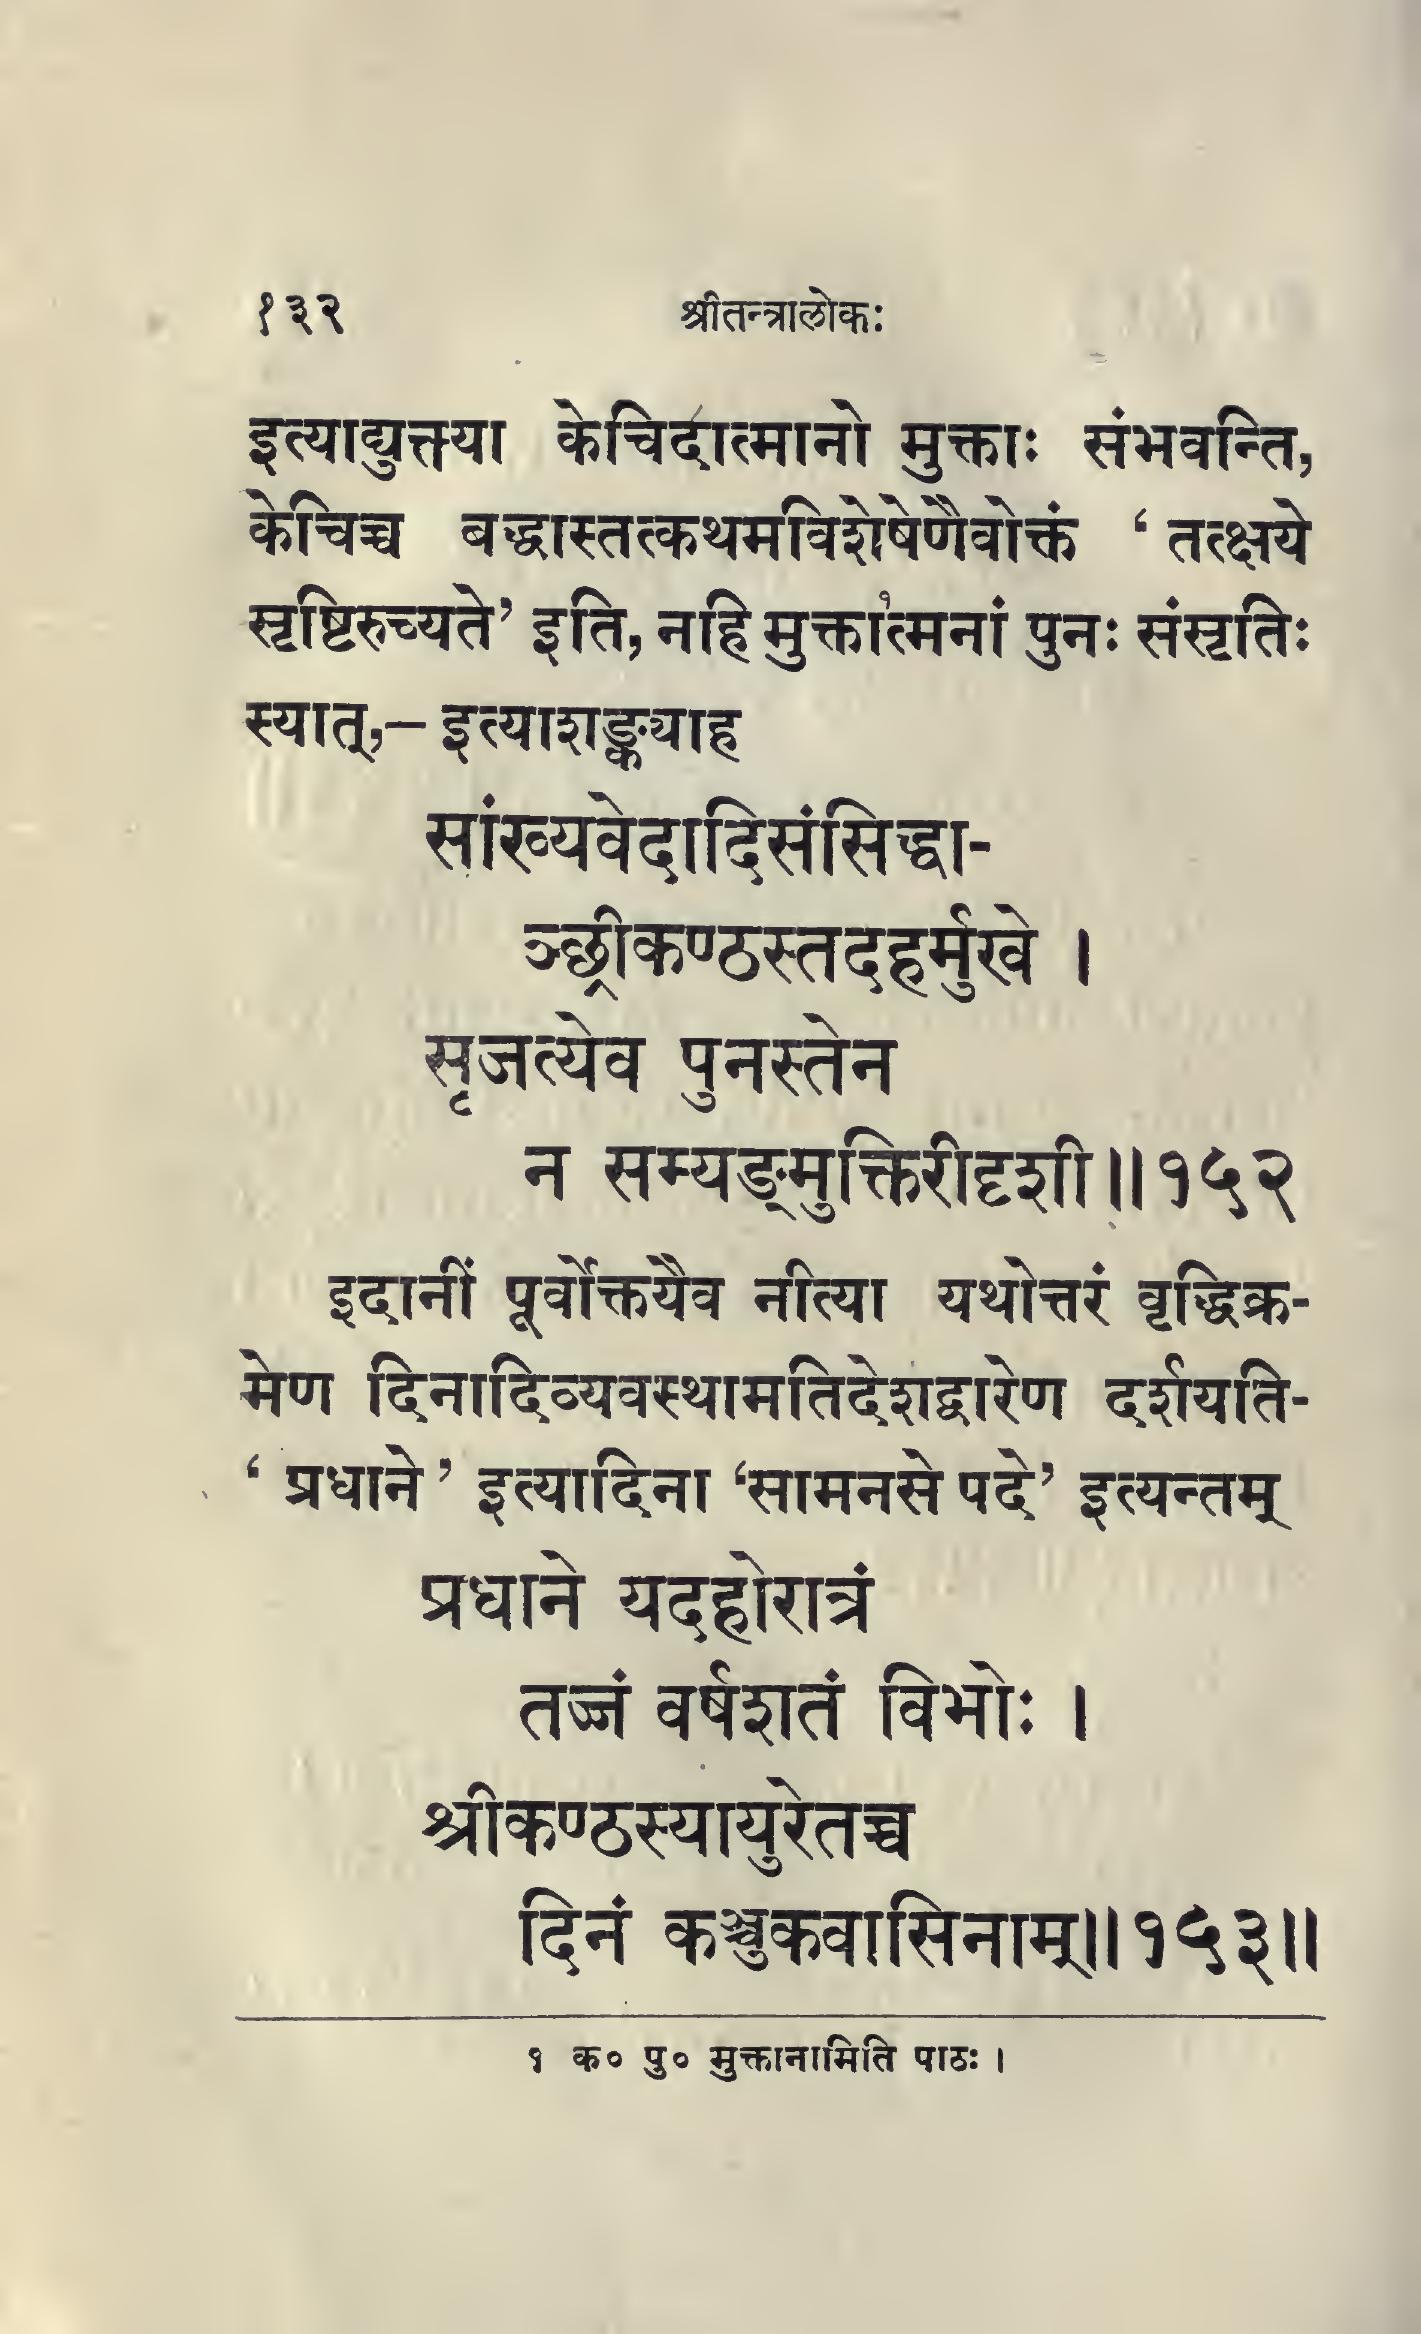 १३२ श्रीतन्त्रालोकः
इत्याद्युक्तया केचिदात्मानो मुक्ताः संभवन्ति,
केचिच्च बद्धास्तत्कथमविशेषेणैवोक्तं ‘ तत्क्षये
सृष्टिरुच्यते’ इति, नहि मुक्तात्मनां१ पुनः संसृतिः
स्यात्,– इत्याशङ्क्याह
सांख्यवेदादिसंसिद्धा-
ञ्छ्रीकण्ठस्तदहर्मुखे ।
सृजत्येव पुनस्तेन
न सम्यङ्मुक्तिरीदृशी॥१५२
इदानीं पूर्वोक्तयैव नीत्या यथोत्तरं वृद्धिक्र-
मेण दिनादिव्यवस्थामतिदेशद्वारेण दर्शयति-
‘ प्रधाने ’ इत्यादिना ‘सामनसे पदे’ इत्यन्तम्
प्रधाने यदहोरात्रं
तज्जं वर्षशतं विभोः ।
श्रीकण्ठस्यायुरेतच्च
दिनं कञ्चुकवासिनाम्॥१५३॥
१ क० पु० मुक्तानामिति पाठः ।